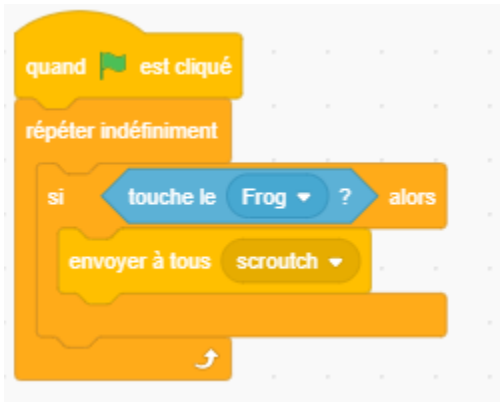 quand est cliqué
répéter indéfiniment
si touche le Frog ? alors
envoyer à tous scroutch